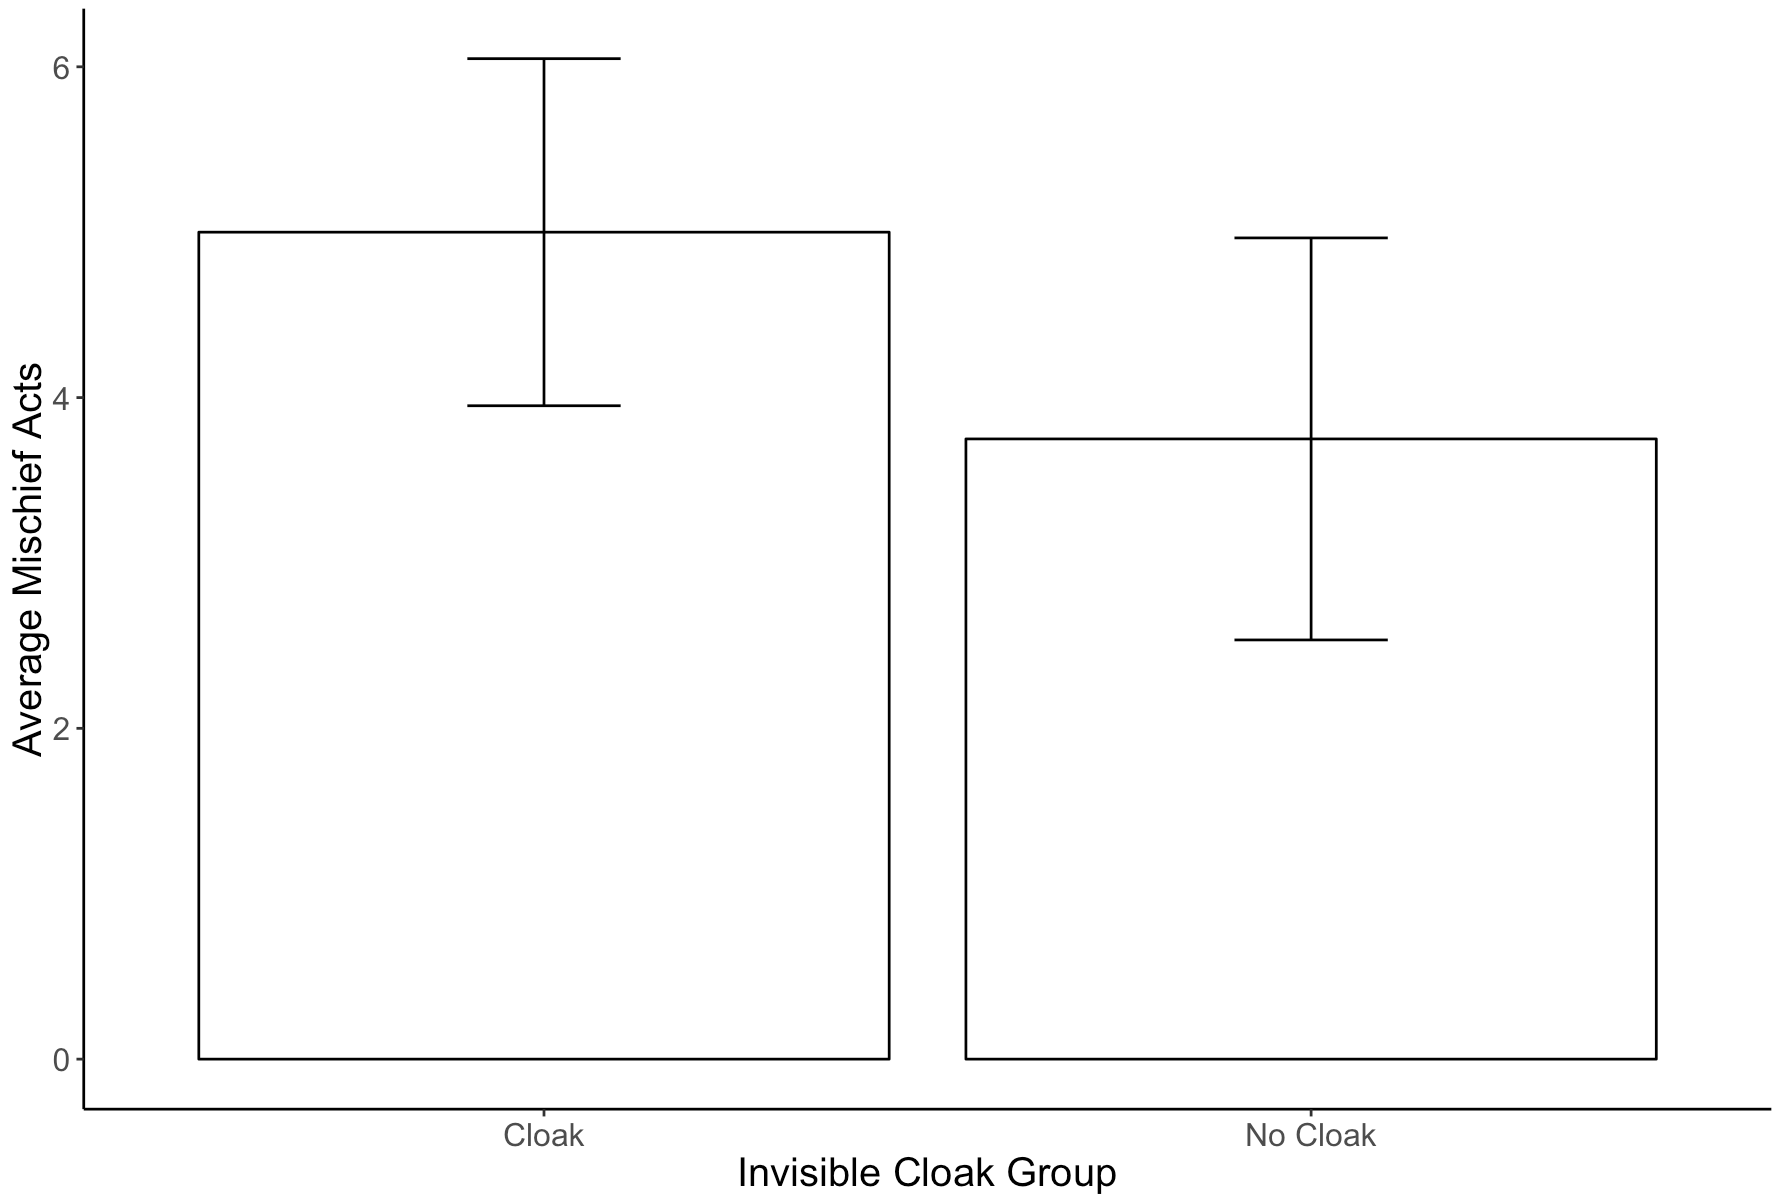 Average Mischief Acts
6
4
2
0
Cloak
No Cloak
Invisible Cloak Group